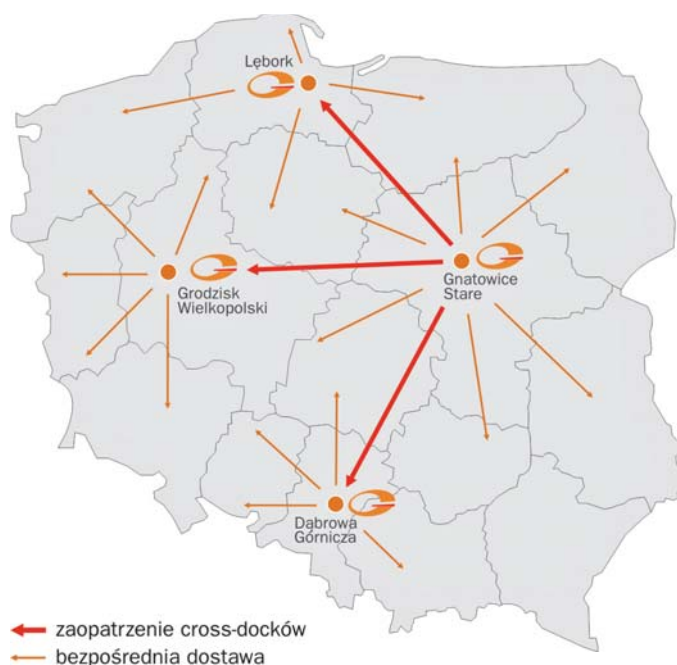 Lębork
Gnatowice
Stare
Grodzisk
Wielkopolski
Dąbrowa
Górnicza
zaopatrzenie cross-docków
bezpośrednia dostawa